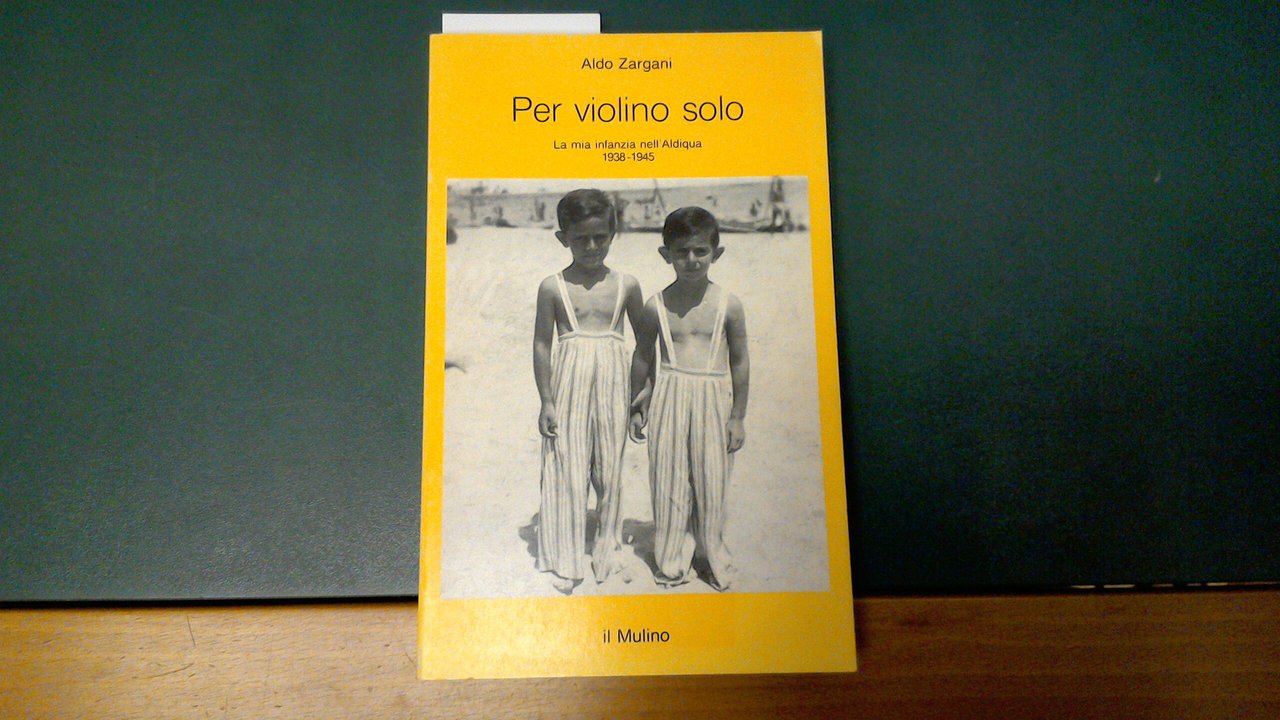 Aldo Zargani
Per violino solo
La mia infanzia nell'Aldiqua
1938-1945
il Mulino